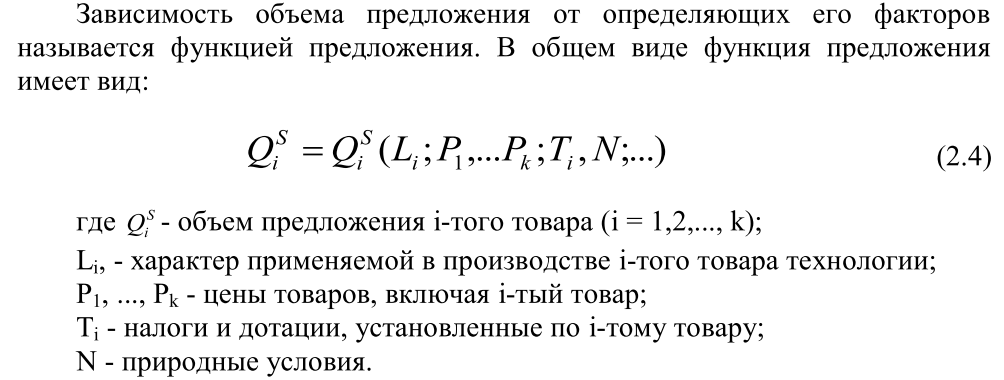 Зависимость объема предложения от определяющих его факторов
называется функцией предложения. В общем виде функция предложения
имеет вид:
Q_i^S = Q_i^S (L_i; P_1,...P_k; T_i, N;...) (2.4)
где Q_i^S - объем предложения i-того товара (i = 1,2,..., k);
L_i, - характер применяемой в производстве i-того товара технологии;
P_1, ..., P_k - цены товаров, включая i-тый товар;
T_i - налоги и дотации, установленные по i-тому товару;
N - природные условия.